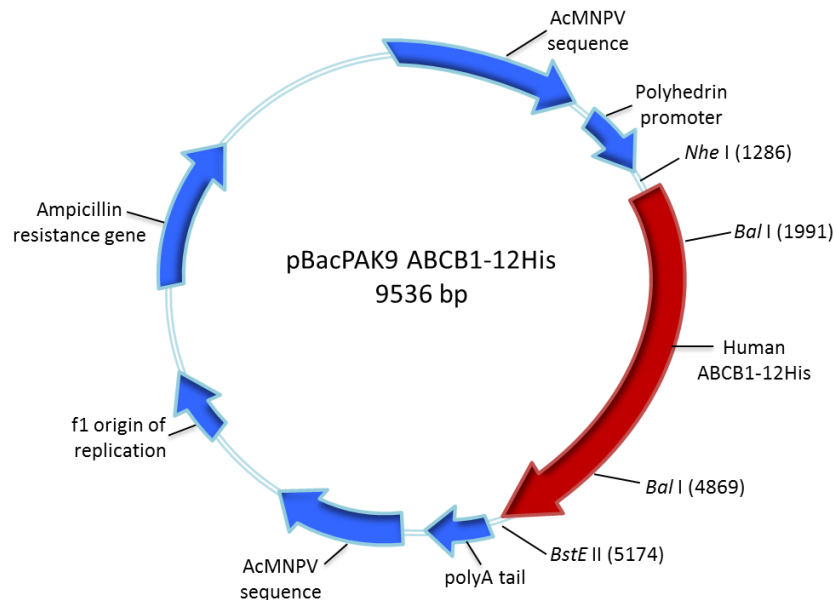 AcMNPV
sequence
Polyhedrin
promoter
Nhe I (1286)
Bal I (1991)
Human
ABCB1-12His
Bal I (4869)
BstE II (5174)
polyA tail
AcMNPV
sequence
f1 origin of
replication
Ampicillin
resistance gene
pBacPAK9 ABCB1-12His
9536 bp